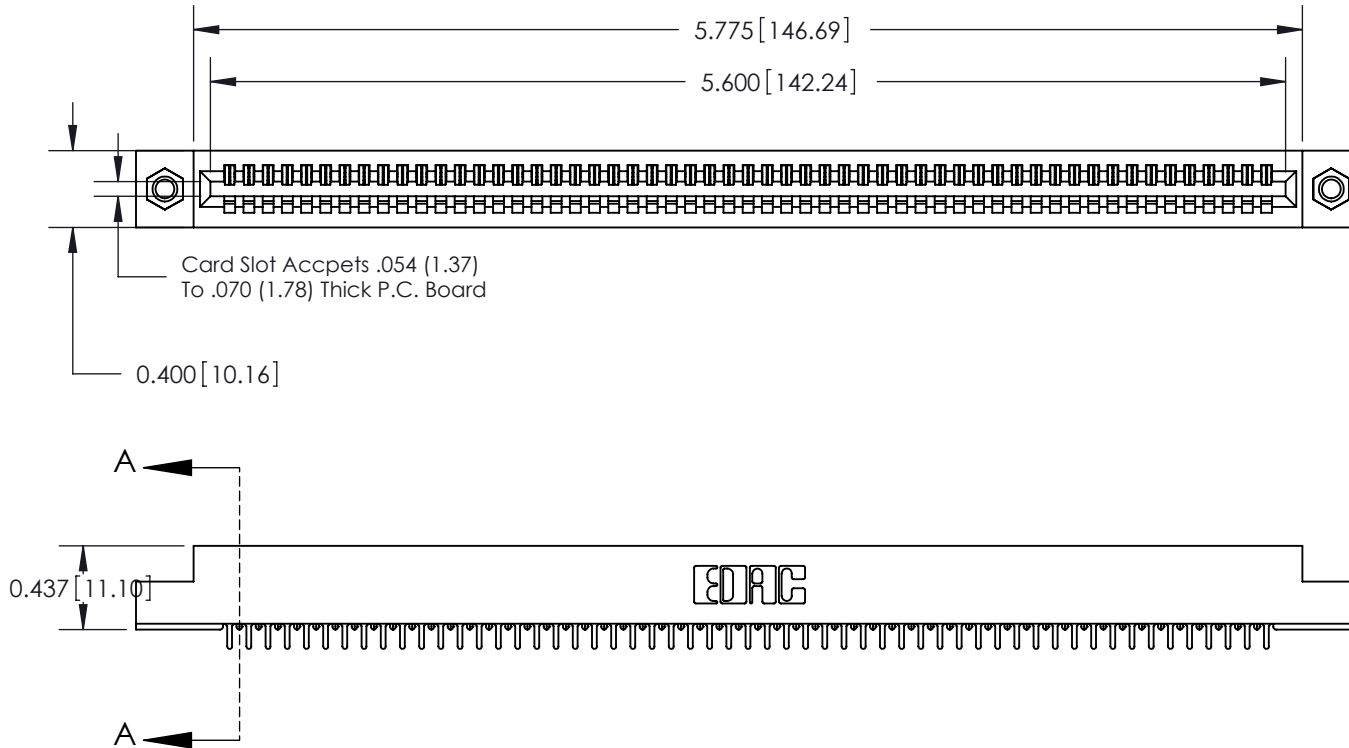 5.775[146.69]
5.600[142.24]
Card Slot Accpets .054 (1.37)
To .070 (1.78) Thick P.C. Board
0.400[10.16]
A
0.437[11.10]
EDAC
A